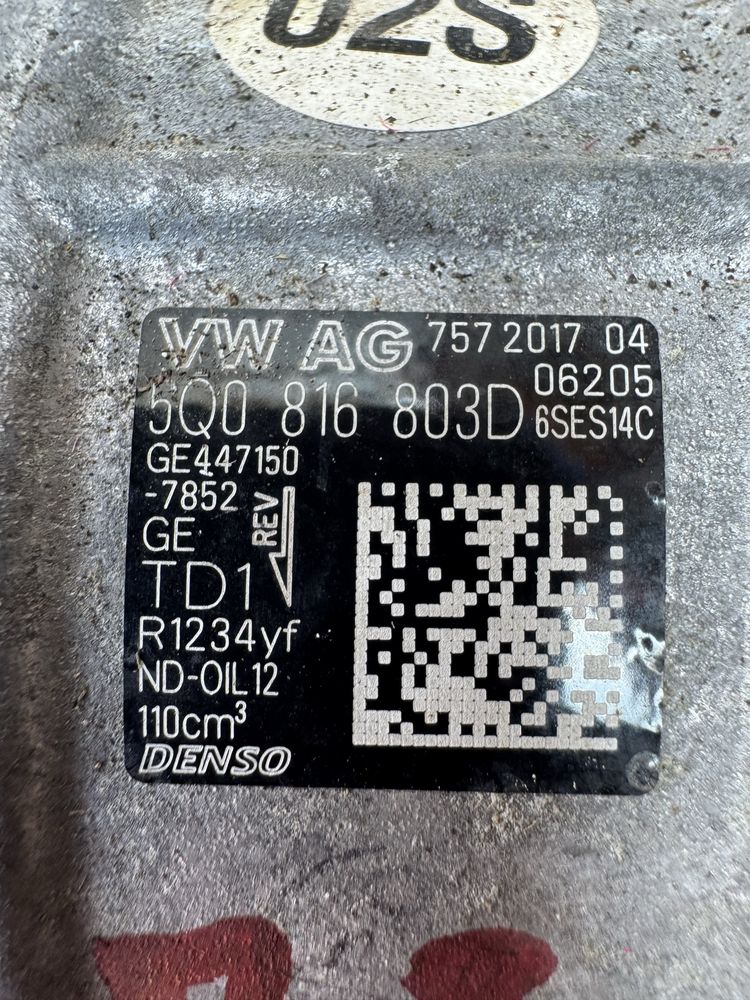 02S
VW AG 757 2017 04
06205
5Q0 816 803D 6SES14C
GE447150
-7852
REV
GE
TD1
R1234yf
ND-OIL12
110cm³
DENSO